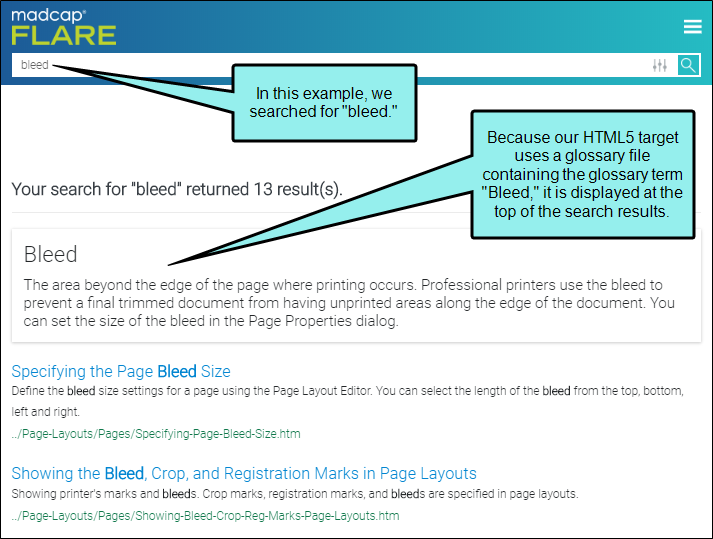 madcap®
FLARE
bleed
In this example, we
searched for "bleed."
Because our HTML5 target
uses a glossary file
containing the glossary term
"Bleed," it is displayed at the
top of the search results.
Your search for "bleed" returned 13 result(s).
Bleed
The area beyond the edge of the page where printing occurs. Professional printers use the bleed to
prevent a final trimmed document from having unprinted areas along the edge of the document. You
can set the size of the bleed in the Page Properties dialog.
Specifying the Page Bleed Size
Define the bleed size settings for a page using the Page Layout Editor. You can select the length of the bleed from the top, bottom,
left and right.
../Page-Layouts/Pages/Specifying-Page-Bleed-Size.htm
Showing the Bleed, Crop, and Registration Marks in Page Layouts
Showing printer's marks and bleeds. Crop marks, registration marks, and bleeds are specified in page layouts.
../Page-Layouts/Pages/Showing-Bleed-Crop-Reg-Marks-Page-Layouts.htm